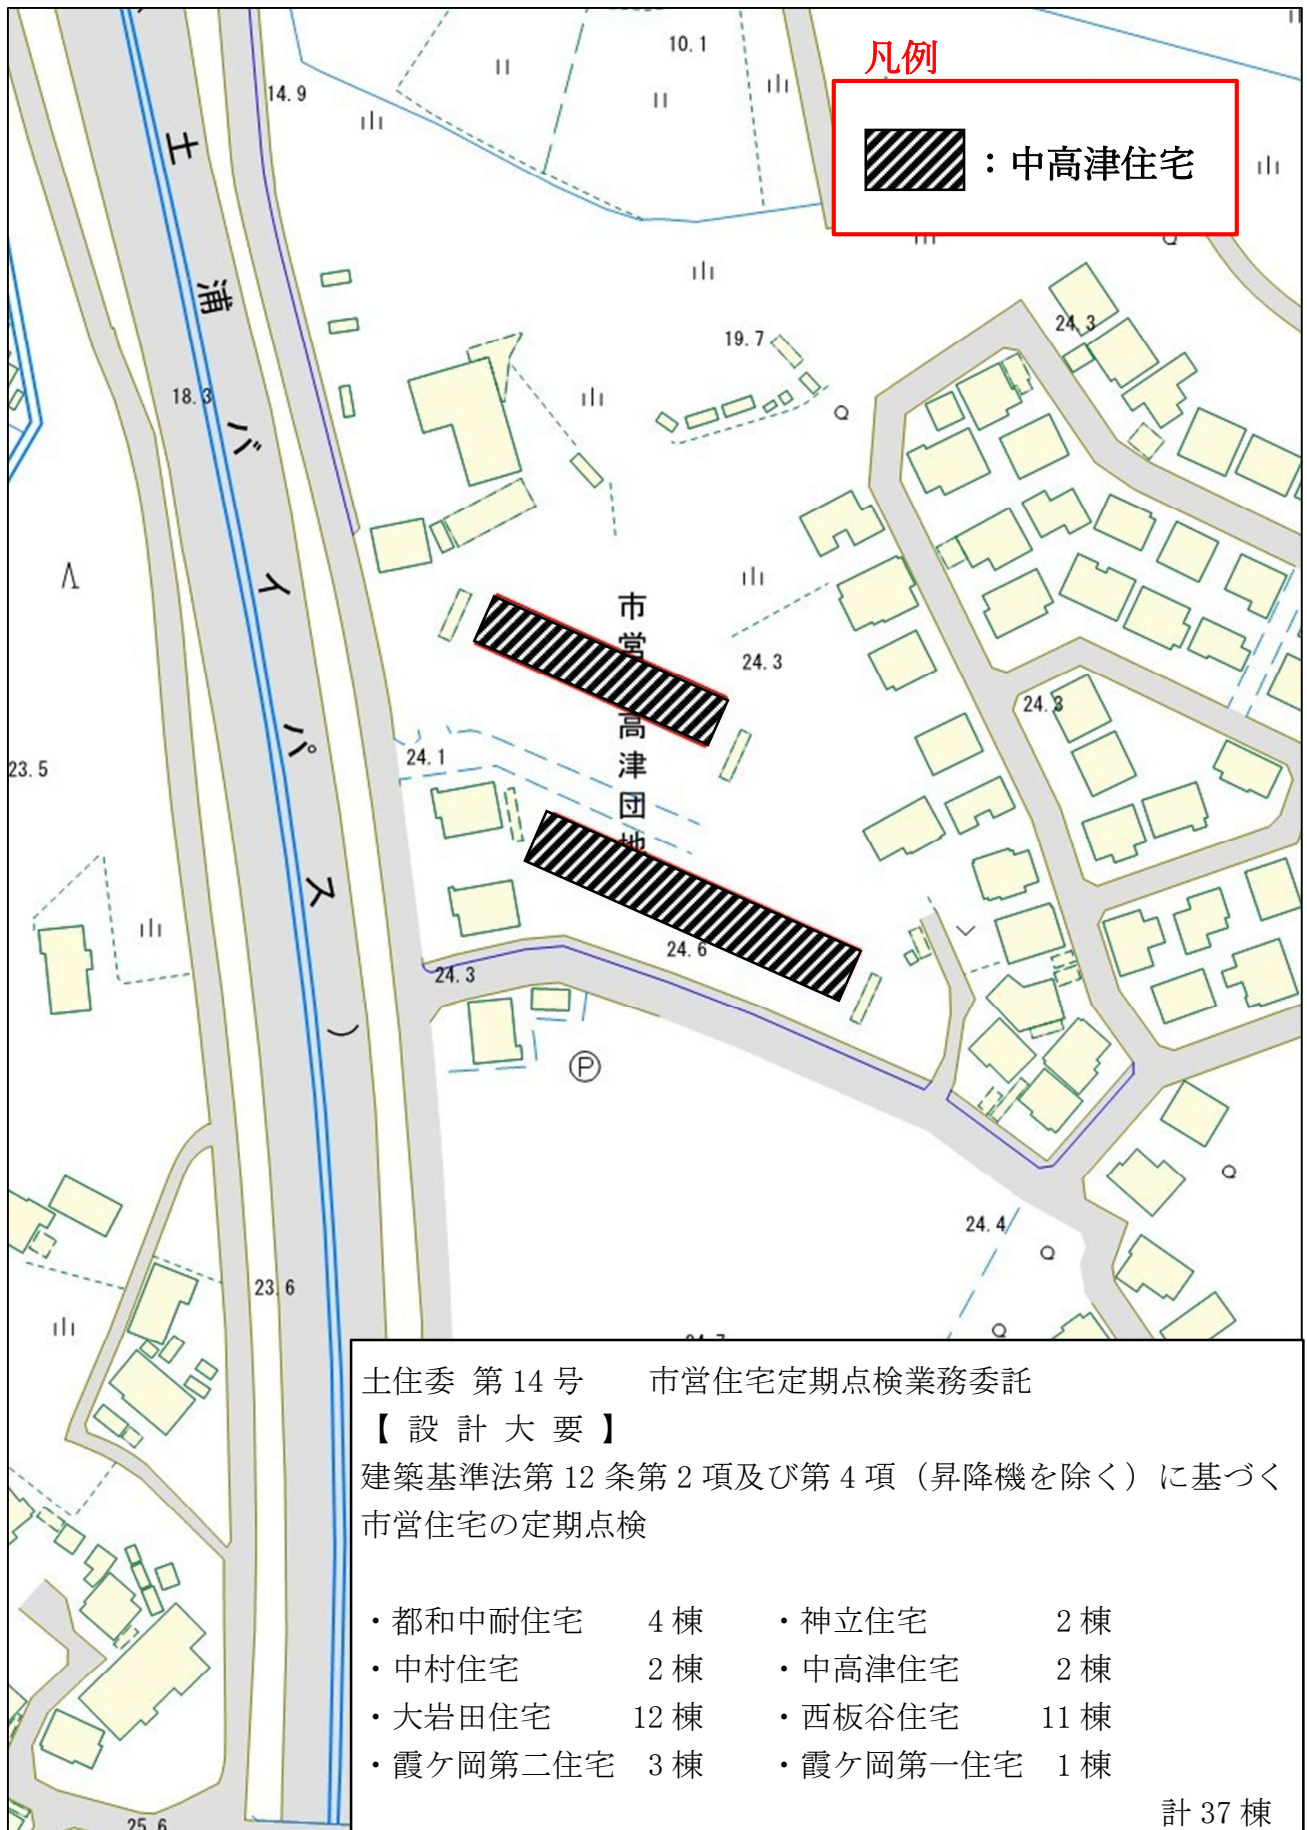 凡例
：中高津住宅
10.1
14.9
土浦バイパス）
18.3
19.7
24.3
市営
高津団地
24.3
24.3
24.1
23.5
24.6
24.3
P
24.4
23.6
25.6
土住委 第14号 市営住宅定期点検業務委託
【 設 計 大 要 】
建築基準法第12条第2項及び第4項（昇降機を除く）に基づく
市営住宅の定期点検
・都和中耐住宅 4棟 ・神立住宅 2棟
・中村住宅 2棟 ・中高津住宅 2棟
・大岩田住宅 12棟 ・西板谷住宅 11棟
・霞ケ岡第二住宅 3棟 ・霞ケ岡第一住宅 1棟
計37棟